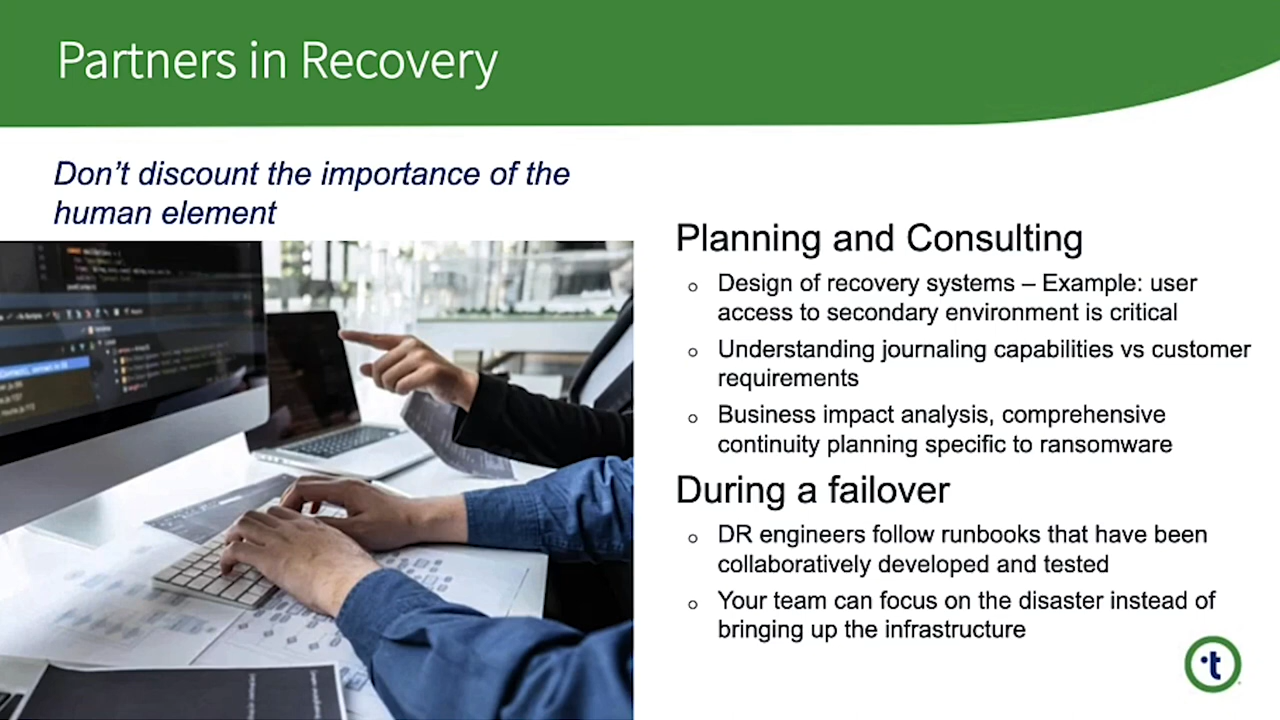 Partners in Recovery
Don’t discount the importance of the
human element
Planning and Consulting
Design of recovery systems – Example: user
access to secondary environment is critical
Understanding journaling capabilities vs customer
requirements
Business impact analysis, comprehensive
continuity planning specific to ransomware
During a failover
DR engineers follow runbooks that have been
collaboratively developed and tested
Your team can focus on the disaster instead of
bringing up the infrastructure
t